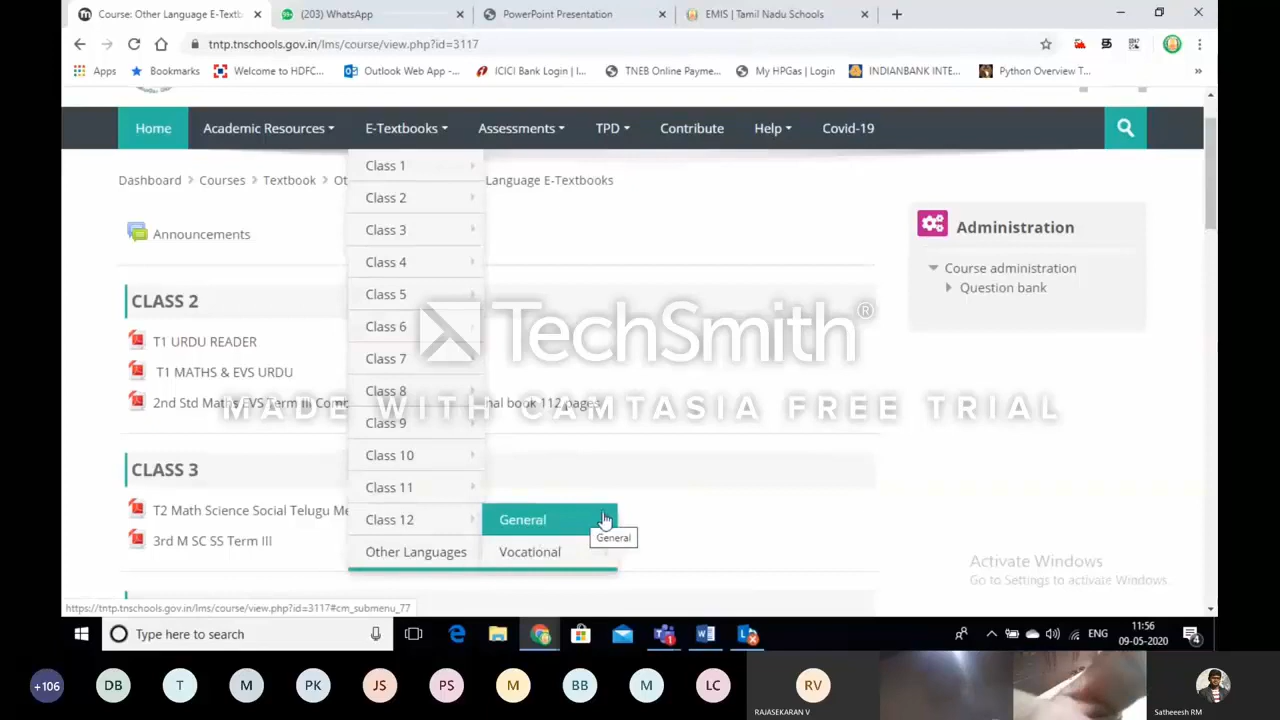 Course: Other Language E-Textb
(203) WhatsApp
PowerPoint Presentation
EMIS | Tamil Nadu Schools
tntp.tnschools.gov.in/lms/course/view.php?id=3117
Apps
Bookmarks
Welcome to HDFC...
Outlook Web App -...
ICICI Bank Login | I...
TNEB Online Payme...
My HPGas | Login
INDIANBANK INTE...
Python Overview T...
»
Home
Academic Resources
E-Textbooks
Assessments
TPD
Contribute
Help
Covid-19
Dashboard > Courses > Textbook > Ot
Language E-Textbooks
Announcements
Administration
Course administration
Question bank
CLASS 2
T1 URDU READER
T1 MATHS & EVS URDU
2nd Std Maths EVS Term III Comb
nal book 112 pages
CLASS 3
T2 Math Science Social Telugu Me
3rd M SC SS Term III
Class 1
Class 2
Class 3
Class 4
Class 5
Class 6
Class 7
Class 8
Class 9
Class 10
Class 11
Class 12
Other Languages
General
Vocational
General
TechSmith®
MADE WITH CAMTASIA FREE TRIAL
Activate Windows
Go to Settings to activate Windows.
https://tntp.tnschools.gov.in/lms/course/view.php?id=3117#cm_submenu_77
Type here to search
ENG
11:56
09-05-2020
4
+106
DB
T
M
PK
JS
PS
M
BB
M
LC
RV
RAJASEKARAN V
Satheeesh RM